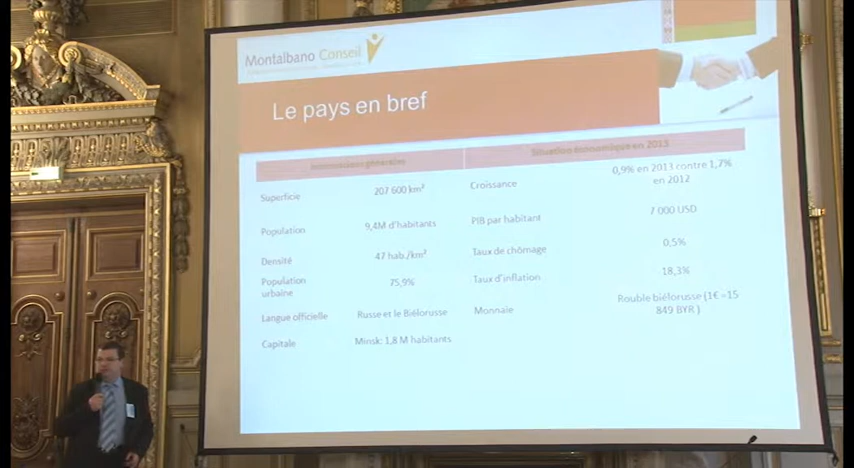 Montalbano Conseil
Le pays en bref
Informations générales
Situation économique en 2013
Superficie
207 600 km²
Croissance
0,9% en 2013 contre 1,7%
en 2012
Population
9,4M d'habitants
PIB par habitant
7 000 USD
Densité
47 hab./km²
Taux de chômage
0,5%
Population
urbaine
75,9%
Taux d'inflation
18,3%
Langue officielle
Russe et le Biélorusse
Monnaie
Rouble biélorusse (1€ =15
849 BYR )
Capitale
Minsk: 1,8 M habitants